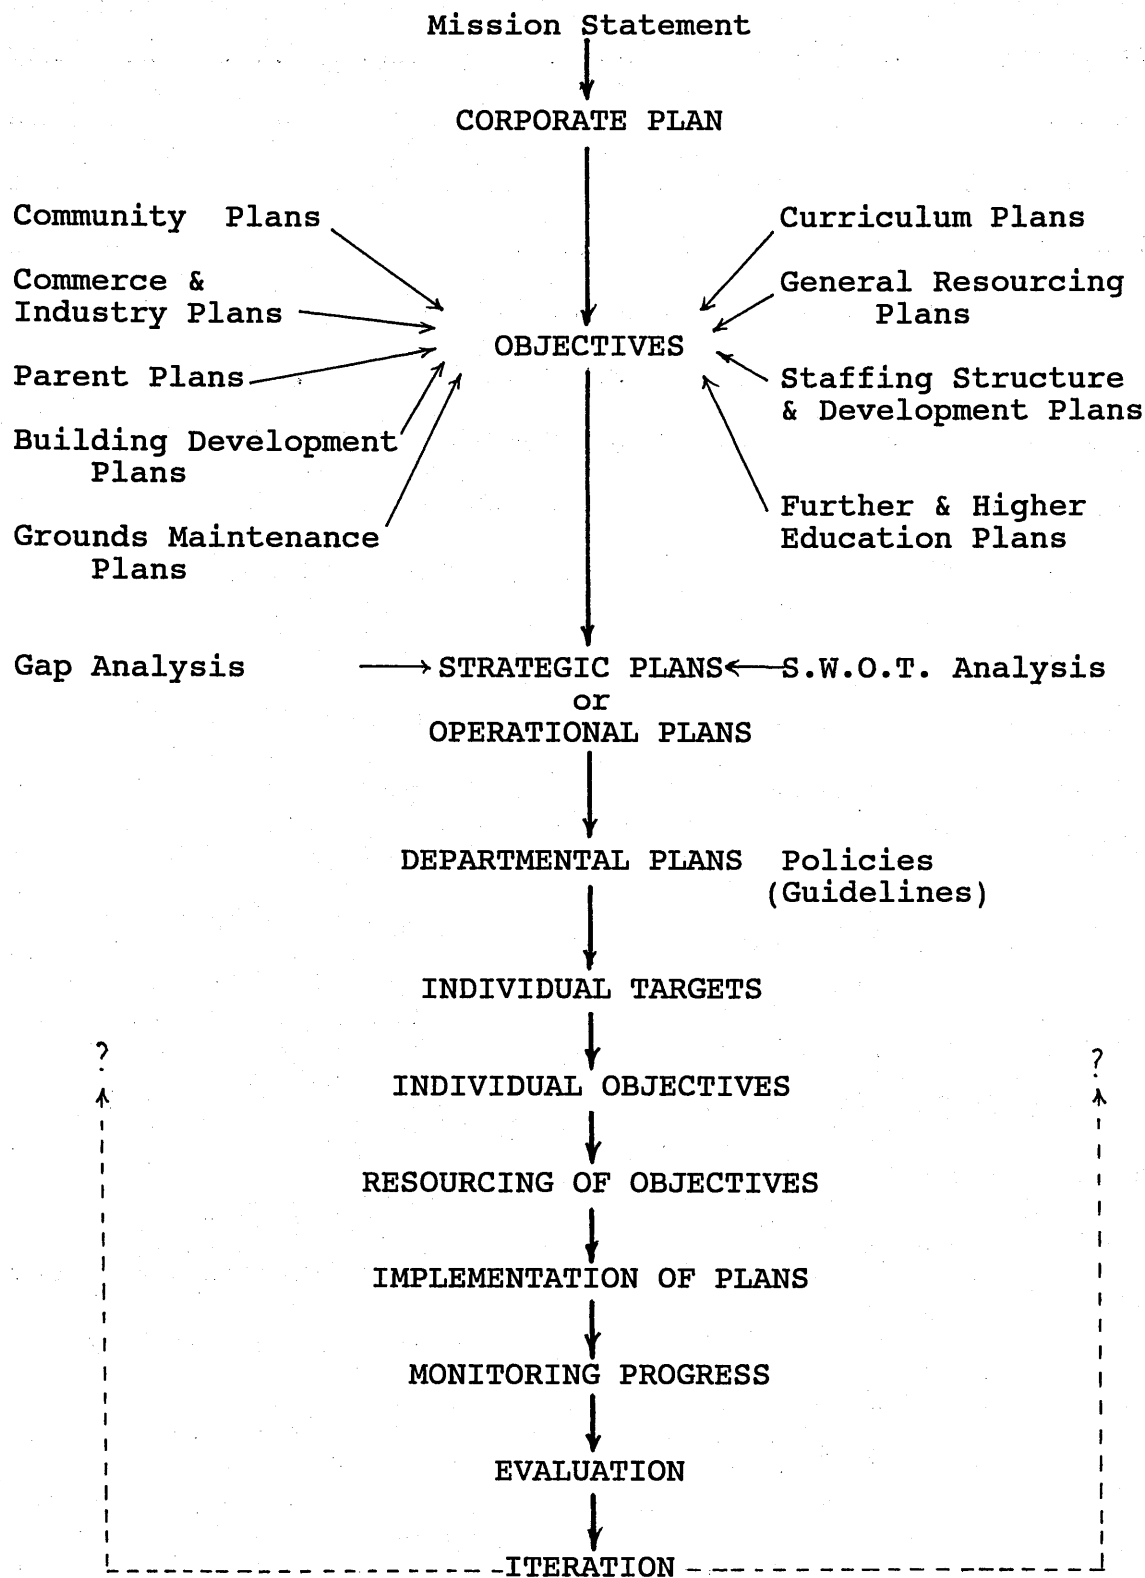 Mission Statement
CORPORATE PLAN
Community Plans
Commerce &
Industry Plans
Parent Plans
Building Development
Plans
Grounds Maintenance
Plans
OBJECTIVES
Curriculum Plans
General Resourcing
Plans
Staffing Structure
& Development Plans
Further & Higher
Education Plans
Gap Analysis
STRATEGIC PLANS
or
OPERATIONAL PLANS
S.W.O.T. Analysis
DEPARTMENTAL PLANS
Policies
(Guidelines)
INDIVIDUAL TARGETS
?
?
INDIVIDUAL OBJECTIVES
RESOURCING OF OBJECTIVES
IMPLEMENTATION OF PLANS
MONITORING PROGRESS
EVALUATION
ITERATION